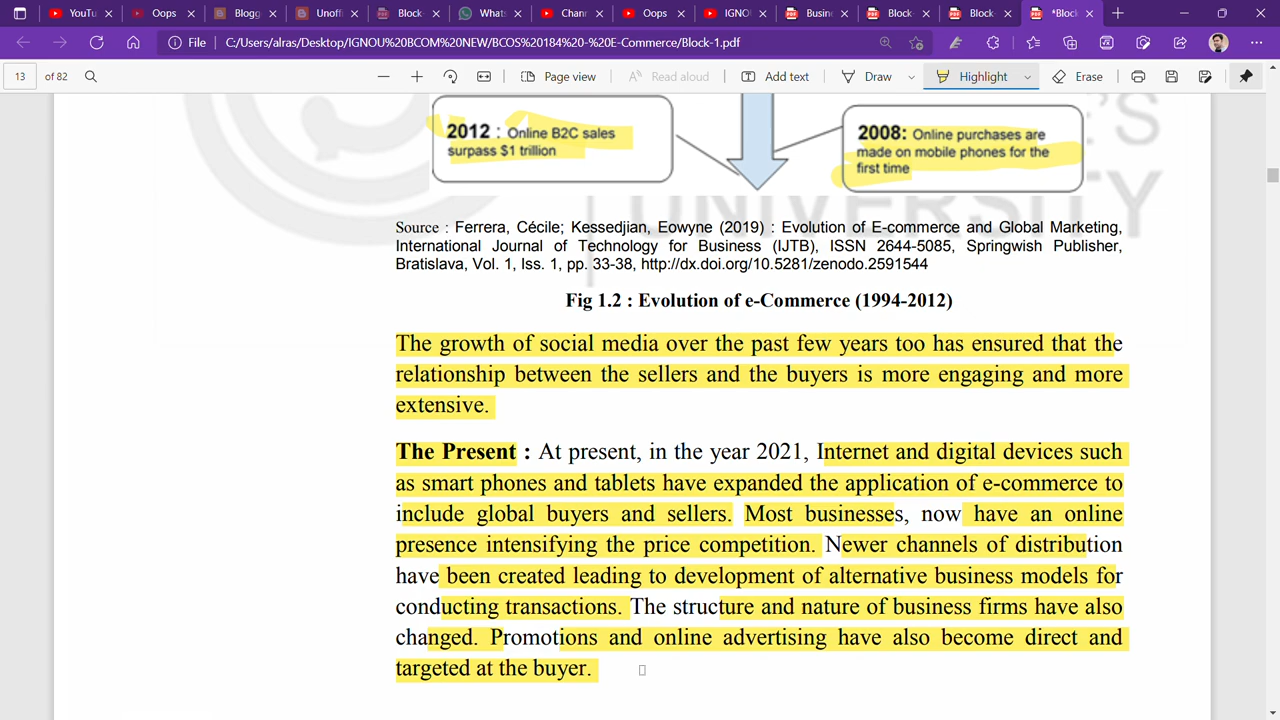 YouTu
Oops
Blogg
Unoffi
Block
Whats
Chann
Oops
IGNOU
Busin
Block
Block
*Block
File
C:/Users/alras/Desktop/IGNOU%20BCOM%20NEW/BCOS%20184%20-%20E-Commerce/Block-1.pdf
13 of 82
Page view
Read aloud
Add text
Draw
Highlight
Erase
2012 : Online B2C sales
surpass $1 trillion
2008: Online purchases are
made on mobile phones for the
first time
'S
UNIVERSITY
Source : Ferrera, Cécile; Kessedjian, Eowyne (2019) : Evolution of E-commerce and Global Marketing,
International Journal of Technology for Business (IJTB), ISSN 2644-5085, Springwish Publisher,
Bratislava, Vol. 1, Iss. 1, pp. 33-38, http://dx.doi.org/10.5281/zenodo.2591544
Fig 1.2 : Evolution of e-Commerce (1994-2012)
The growth of social media over the past few years too has ensured that the
relationship between the sellers and the buyers is more engaging and more
extensive.
The Present : At present, in the year 2021, Internet and digital devices such
as smart phones and tablets have expanded the application of e-commerce to
include global buyers and sellers. Most businesses, now have an online
presence intensifying the price competition. Newer channels of distribution
have been created leading to development of alternative business models for
conducting transactions. The structure and nature of business firms have also
changed. Promotions and online advertising have also become direct and
targeted at the buyer.